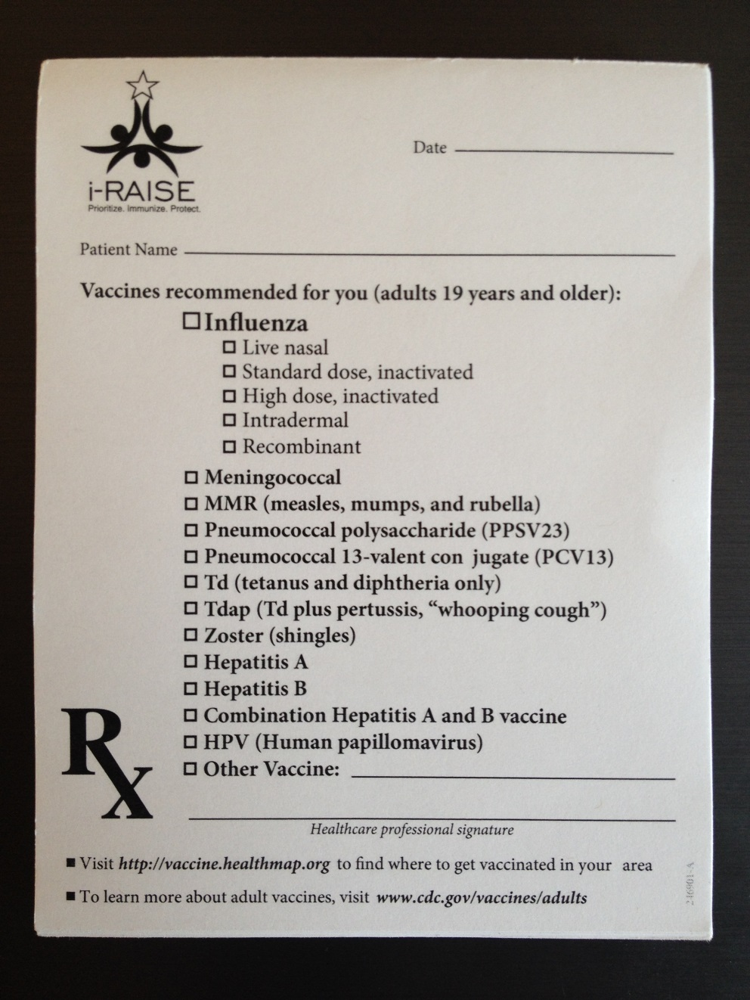 i-RAISE
Prioritize. Immunize. Protect.
Date
Patient Name
Vaccines recommended for you (adults 19 years and older):
Influenza
Live nasal
Standard dose, inactivated
High dose, inactivated
Intradermal
Recombinant
Meningococcal
MMR (measles, mumps, and rubella)
Pneumococcal polysaccharide (PPSV23)
Pneumococcal 13-valent con jugate (PCV13)
Td (tetanus and diphtheria only)
Tdap (Td plus pertussis, “whooping cough”)
Zoster (shingles)
Hepatitis A
Hepatitis B
Combination Hepatitis A and B vaccine
HPV (Human papillomavirus)
Other Vaccine:
Rx
Healthcare professional signature
■ Visit http://vaccine.healthmap.org to find where to get vaccinated in your area
■ To learn more about adult vaccines, visit www.cdc.gov/vaccines/adults
246901-A